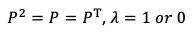 P² = P = Pᵀ, λ = 1 or 0